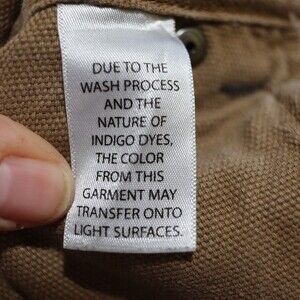 DUE TO THE
WASH PROCESS
AND THE
NATURE OF
INDIGO DYES,
THE COLOR
FROM THIS
GARMENT MAY
TRANSFER ONTO
LIGHT SURFACES.